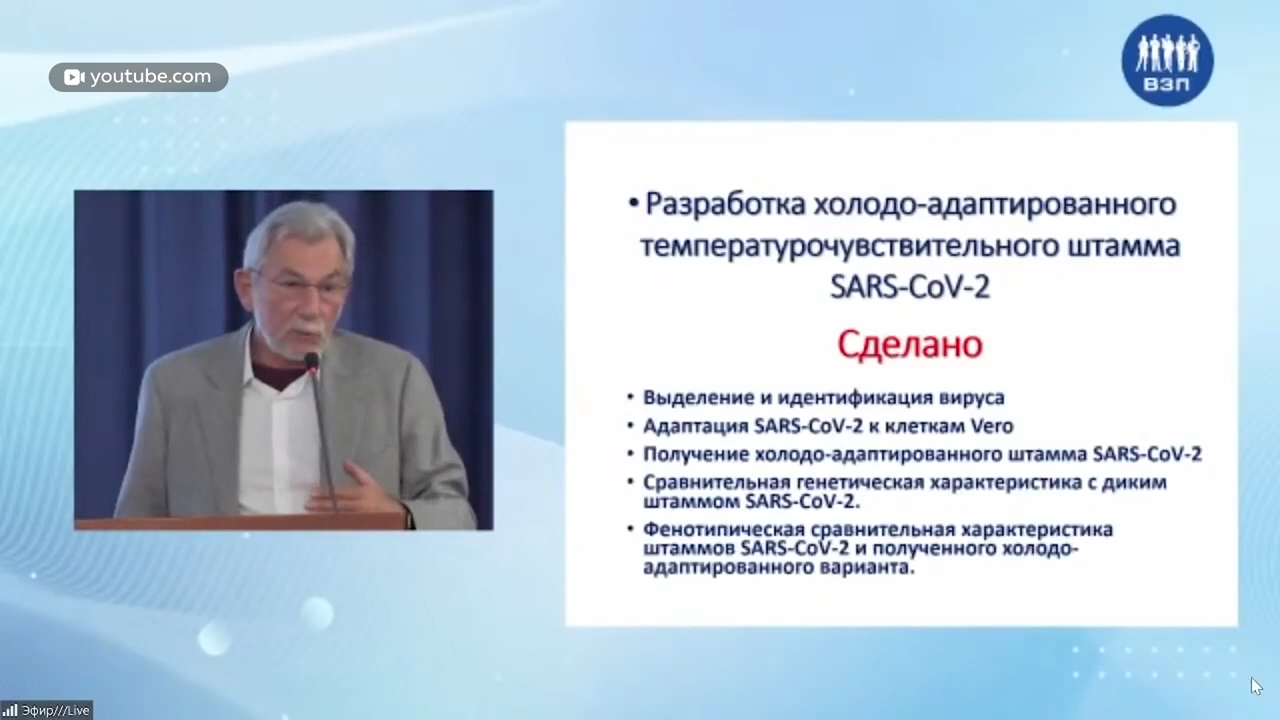 youtube.com
ВЗП
• Разработка холодо-адаптированного
температурочувствительного штамма
SARS-CoV-2
Сделано
• Выделение и идентификация вируса
• Адаптация SARS-CoV-2 к клеткам Vero
• Получение холодо-адаптированного штамма SARS-CoV-2
• Сравнительная генетическая характеристика с диким
штаммом SARS-CoV-2.
• Фенотипическая сравнительная характеристика
штаммов SARS-CoV-2 и полученного холодо-
адаптированного варианта.
Эфир///Live